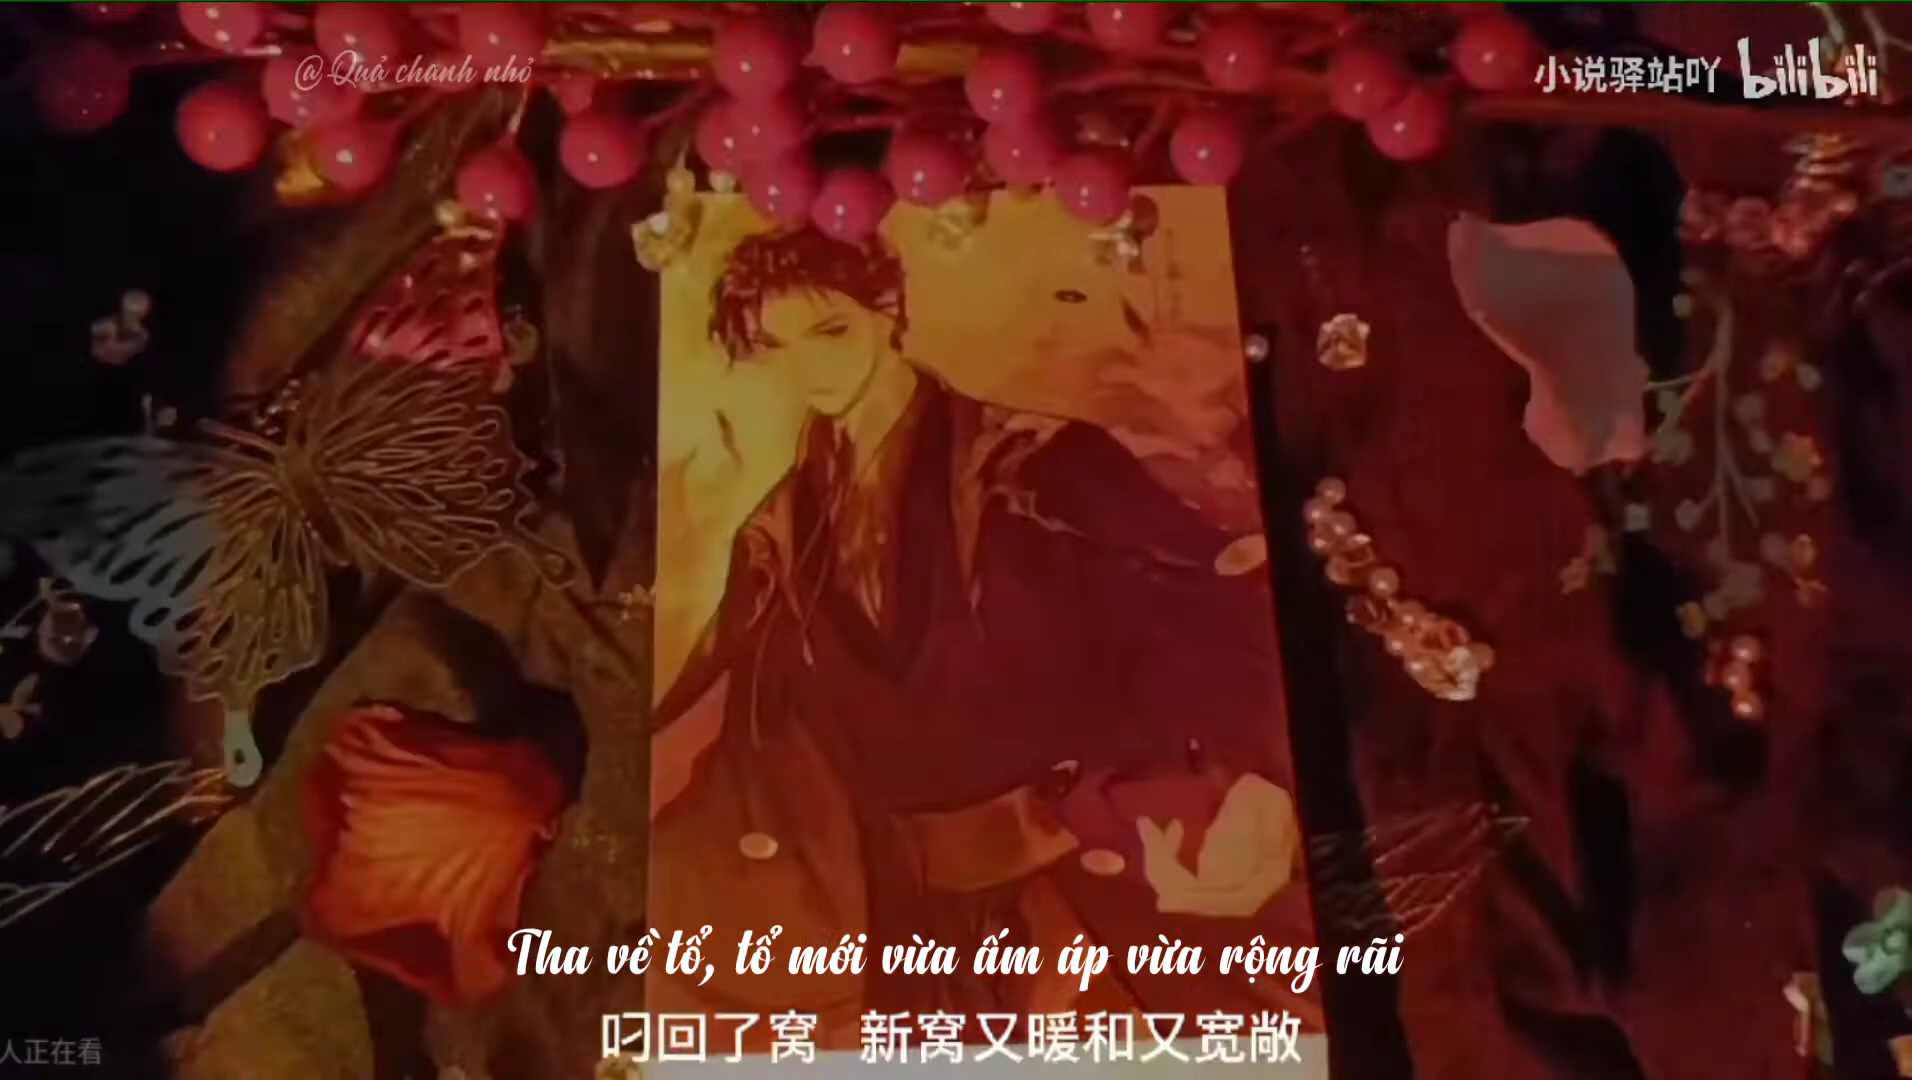 @Quả chanh nhỏ
小说驿站吖 bilibili
Tha về tổ, tổ mới vừa ấm áp vừa rộng rãi
叼回了窝 新窝又暖和又宽敞
人正在看